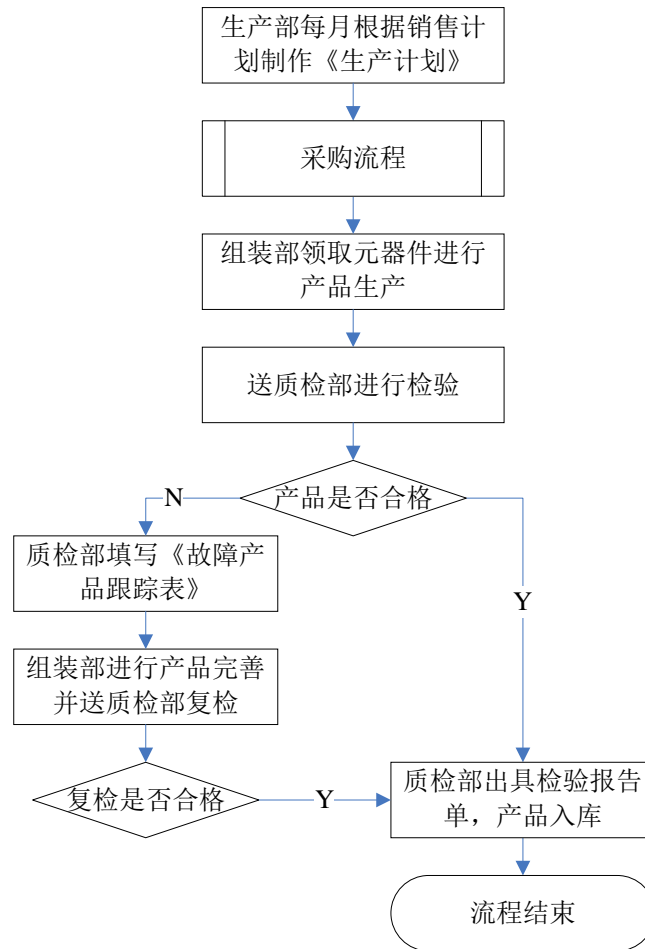 生产部每月根据销售计
划制作《生产计划》
采购流程
组装部领取元器件进行
产品生产
送质检部进行检验
产品是否合格
N
质检部填写《故障产
品跟踪表》
Y
组装部进行产品完善
并送质检部复检
复检是否合格
Y
质检部出具检验报告
单，产品入库
流程结束